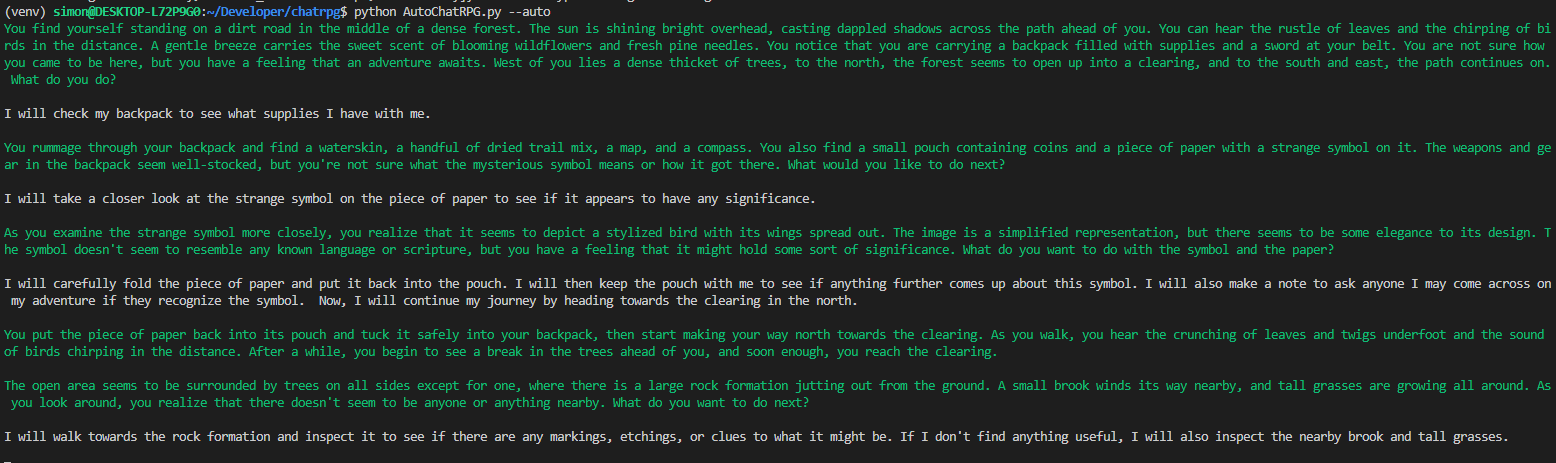 (venv) simon@DESKTOP-L72P9G0:~/Developer/chatrpg$ python AutoChatRPG.py --auto
You find yourself standing on a dirt road in the middle of a dense forest. The sun is shining bright overhead, casting dappled shadows across the path ahead of you. You can hear the rustle of leaves and the chirping of bi
rds in the distance. A gentle breeze carries the sweet scent of blooming wildflowers and fresh pine needles. You notice that you are carrying a backpack filled with supplies and a sword at your belt. You are not sure how
you came to be here, but you have a feeling that an adventure awaits. West of you lies a dense thicket of trees, to the north, the forest seems to open up into a clearing, and to the south and east, the path continues on.
What do you do?
I will check my backpack to see what supplies I have with me.
You rummage through your backpack and find a waterskin, a handful of dried trail mix, a map, and a compass. You also find a small pouch containing coins and a piece of paper with a strange symbol on it. The weapons and ge
ar in the backpack seem well-stocked, but you're not sure what the mysterious symbol means or how it got there. What would you like to do next?
I will take a closer look at the strange symbol on the piece of paper to see if it appears to have any significance.
As you examine the strange symbol more closely, you realize that it seems to depict a stylized bird with its wings spread out. The image is a simplified representation, but there seems to be some elegance to its design. T
he symbol doesn't seem to resemble any known language or scripture, but you have a feeling that it might hold some sort of significance. What do you want to do with the symbol and the paper?
I will carefully fold the piece of paper and put it back into the pouch. I will then keep the pouch with me to see if anything further comes up about this symbol. I will also make a note to ask anyone I may come across on
my adventure if they recognize the symbol.  Now, I will continue my journey by heading towards the clearing in the north.
You put the piece of paper back into its pouch and tuck it safely into your backpack, then start making your way north towards the clearing. As you walk, you hear the crunching of leaves and twigs underfoot and the sound
of birds chirping in the distance. After a while, you begin to see a break in the trees ahead of you, and soon enough, you reach the clearing.
The open area seems to be surrounded by trees on all sides except for one, where there is a large rock formation jutting out from the ground. A small brook winds its way nearby, and tall grasses are growing all around. As
you look around, you realize that there doesn't seem to be anyone or anything nearby. What do you want to do next?
I will walk towards the rock formation and inspect it to see if there are any markings, etchings, or clues to what it might be. If I don't find anything useful, I will also inspect the nearby brook and tall grasses.